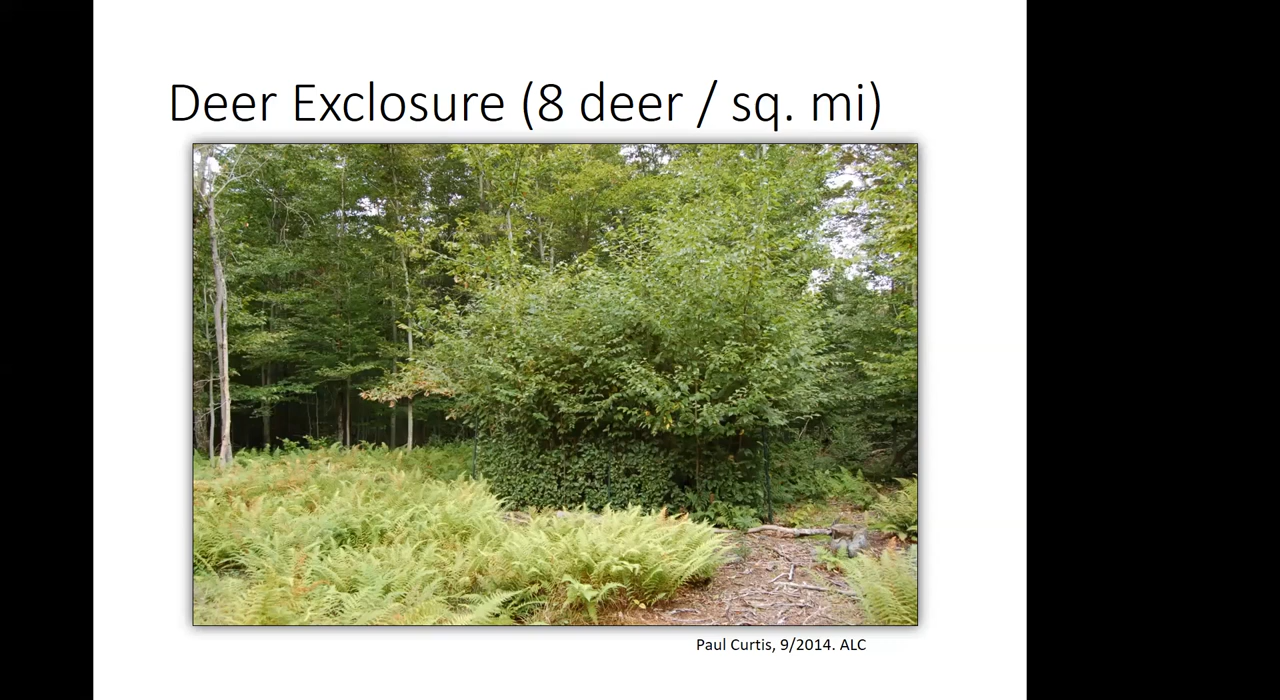 Deer Exclosure (8 deer / sq. mi)
Paul Curtis, 9/2014. ALC